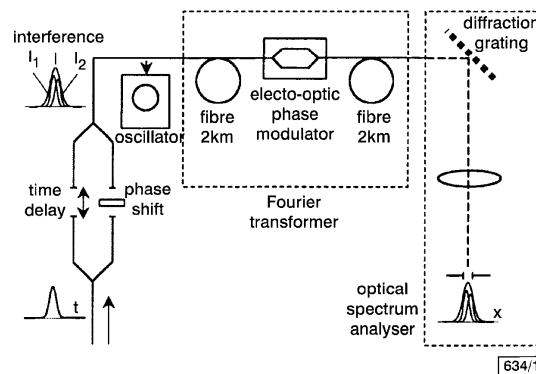 interference
I1 I I2
oscillator
fibre
2km
electo-optic
phase
modulator
fibre
2km
Fourier
transformer
diffraction
grating
time
delay
phase
shift
t
optical
spectrum
analyser
x
634/1